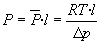 P = P̅·l = RT·l / Δp